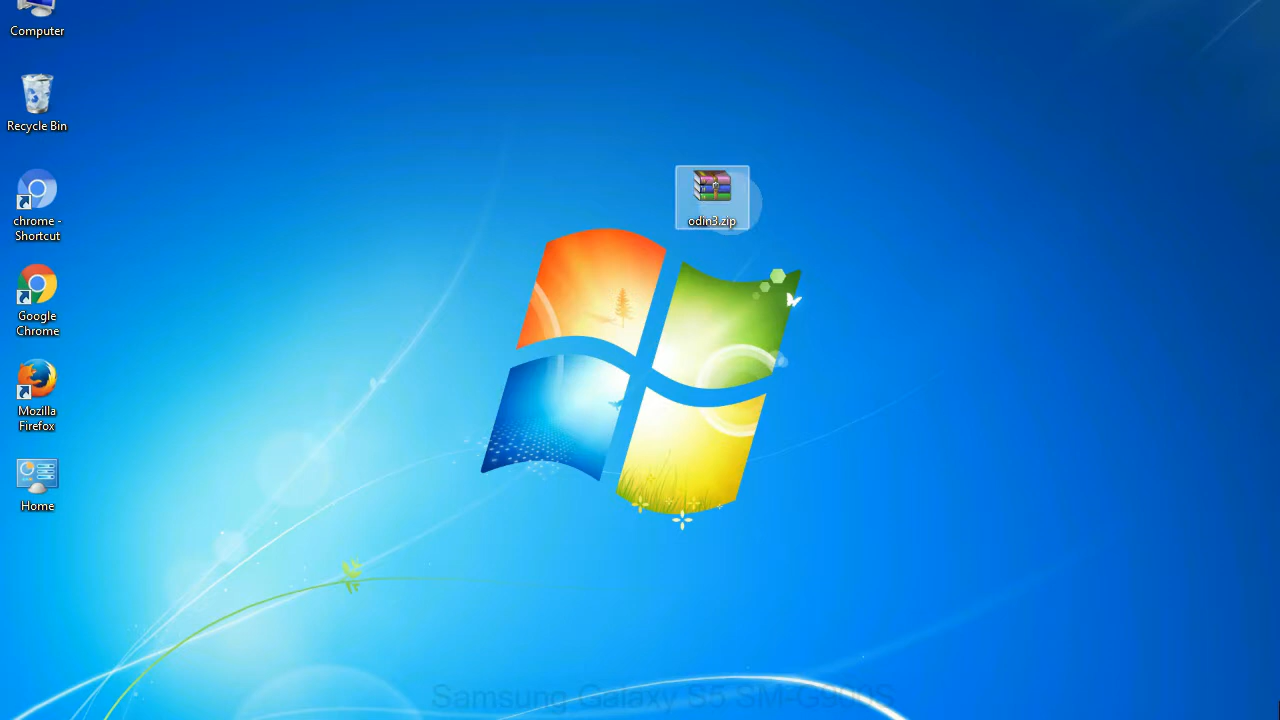 Computer
Recycle Bin
chrome -
Shortcut
Google
Chrome
Mozilla
Firefox
Home
odin3.zip
Samsung Galaxy S5 SM-G900S